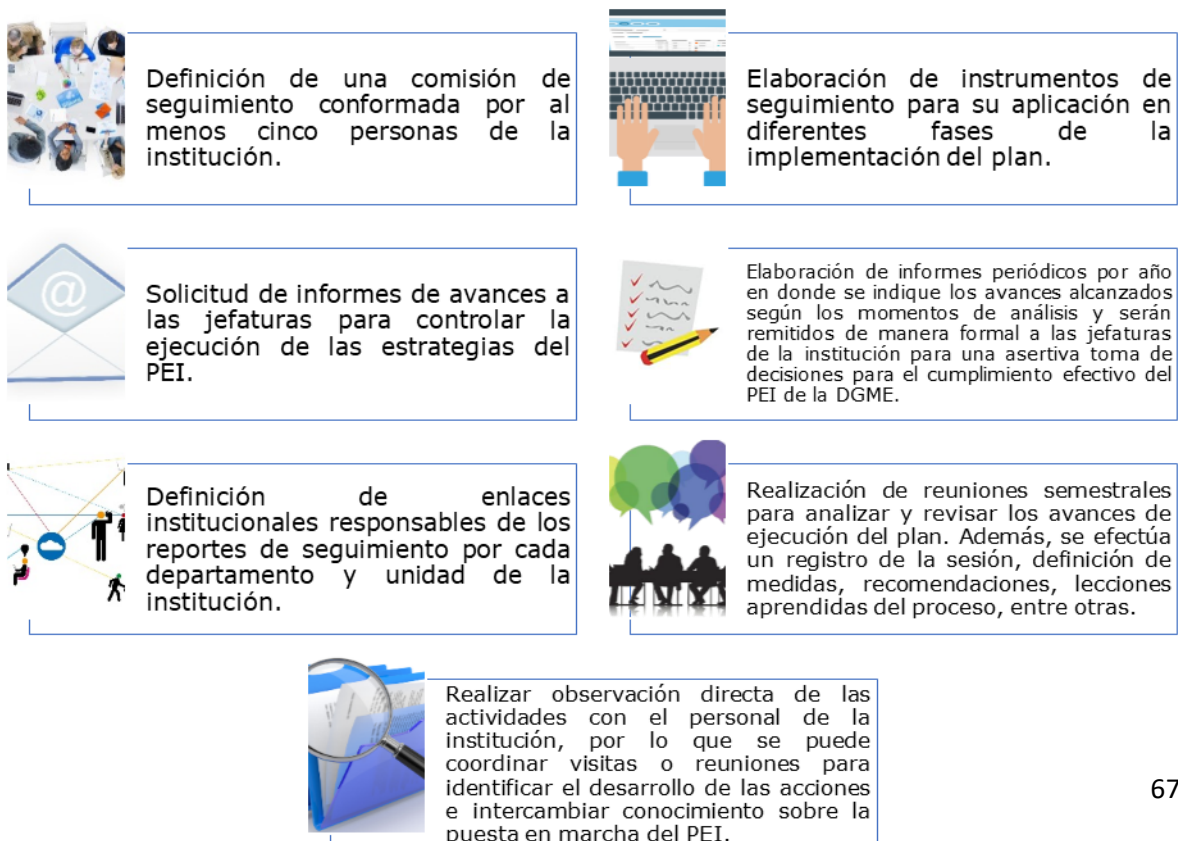 Definición de una comisión de
seguimiento conformada por al
menos cinco personas de la
institución.
Elaboración de instrumentos de
seguimiento para su aplicación en
diferentes fases de la
implementación del plan.
@
Solicitud de informes de avances a
las jefaturas para controlar la
ejecución de las estrategias del
PEI.
Elaboración de informes periódicos por año
en donde se indique los avances alcanzados
según los momentos de análisis y serán
remitidos de manera formal a las jefaturas
de la institución para una asertiva toma de
decisiones para el cumplimiento efectivo del
PEI de la DGME.
Definición de enlaces
institucionales responsables de los
reportes de seguimiento por cada
departamento y unidad de la
institución.
Realización de reuniones semestrales
para analizar y revisar los avances de
ejecución del plan. Además, se efectúa
un registro de la sesión, definición de
medidas, recomendaciones, lecciones
aprendidas del proceso, entre otras.
Realizar observación directa de las
actividades con el personal de la
institución, por lo que se puede
coordinar visitas o reuniones para
identificar el desarrollo de las acciones
e intercambiar conocimiento sobre la
puesta en marcha del PEI.
67